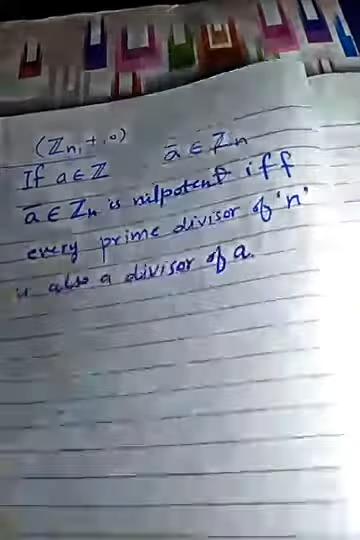 (ℤn, +, ∘) ā ∈ ℤn
If a ∈ ℤ
ā ∈ ℤn is nilpotent iff
every prime divisor of 'n'
is also a divisor of a.